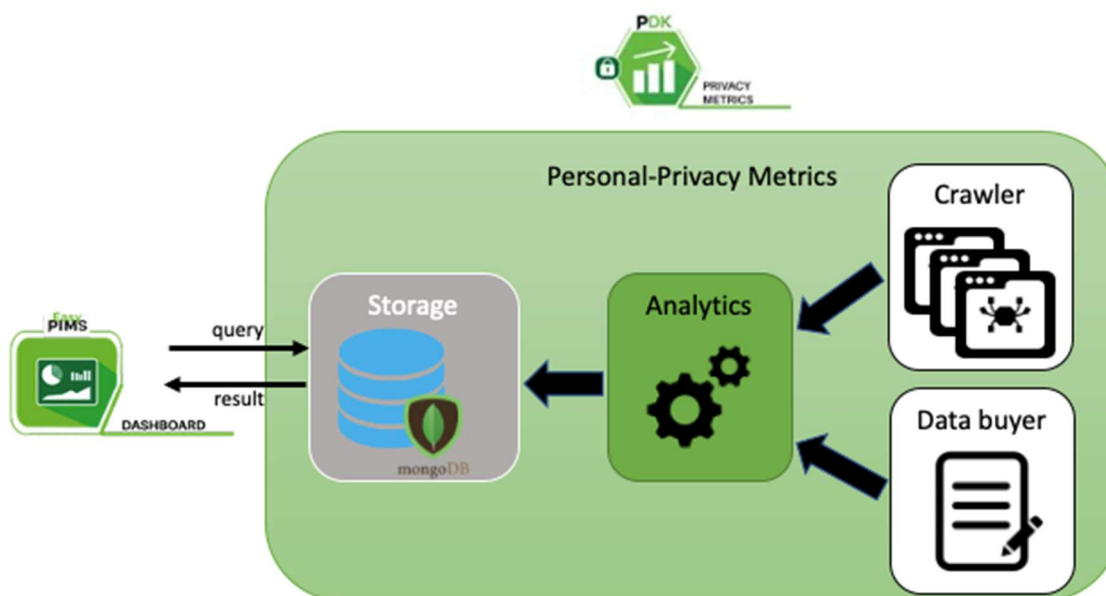 PDK
PRIVACY
METRICS
Personal-Privacy Metrics
Crawler
Storage
Analytics
Easy
PIMS
query
result
DASHBOARD
mongoDB
Data buyer